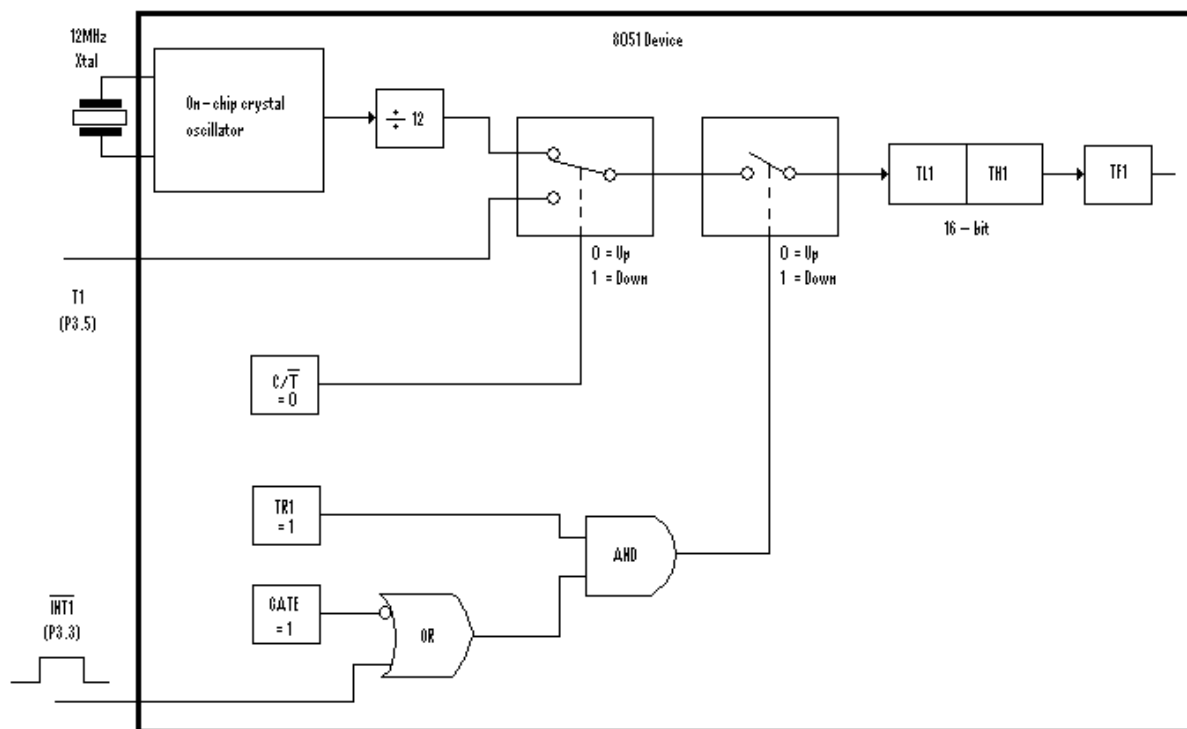 8051 Device
12MHz
Xtal
On-chip crystal
oscillator
÷ 12
TL1
TH1
TF1
16 - bit
0 = Up
1 = Down
0 = Up
1 = Down
T1
(P3.5)
C/T̅
= 0
TR1
= 1
AND
GATE
= 1
OR
I̅N̅T̅1̅
(P3.3)